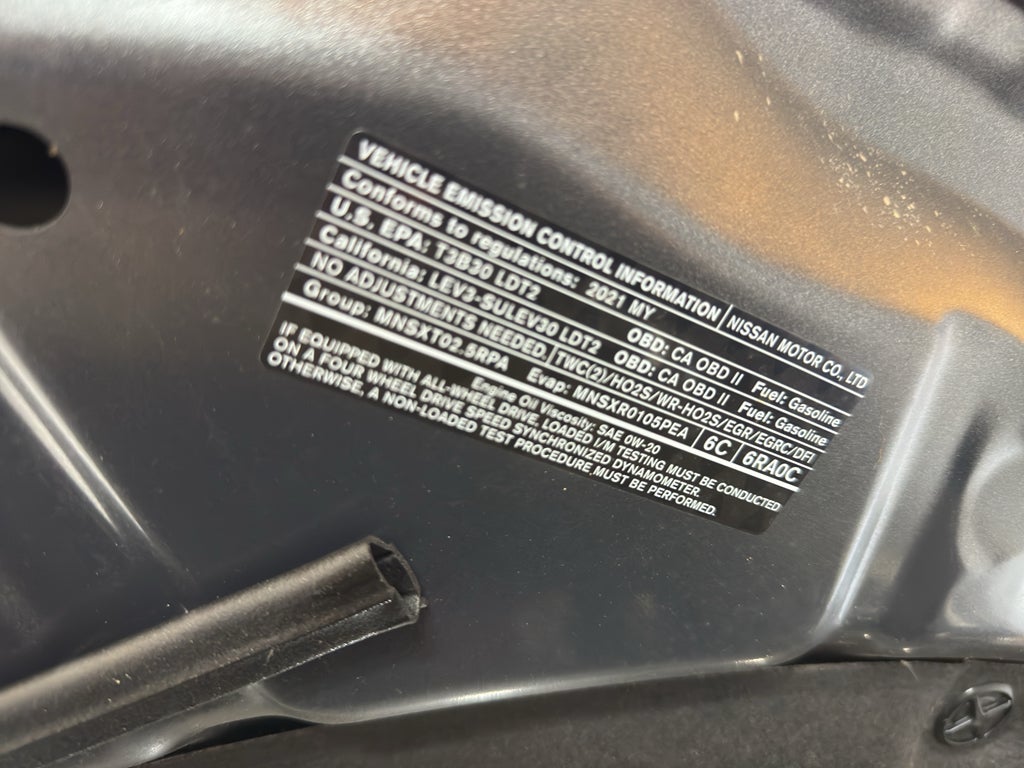 VEHICLE EMISSION CONTROL INFORMATION NISSAN MOTOR CO., LTD
Conforms to regulations: 2021 MY
U.S. EPA: T3B30 LDT2 OBD: CA OBD II Fuel: Gasoline
California: LEV3-SULEV30 LDT2 OBD: CA OBD II Fuel: Gasoline
NO ADJUSTMENTS NEEDED. TWC(2)/HO2S/WR-HO2S/EGR/EGRC/DFI
Group: MNSXT02.5RPA Evap: MNSXR0105PEA 6C 6RA0C
Engine Oil Viscosity: SAE 0W-20
IF EQUIPPED WITH ALL-WHEEL DRIVE. LOADED I/M TESTING MUST BE CONDUCTED
ON A FOUR WHEEL DRIVE SPEED SYNCHRONIZED DYNAMOMETER.
OTHERWISE, A NON-LOADED TEST PROCEDURE MUST BE PERFORMED.